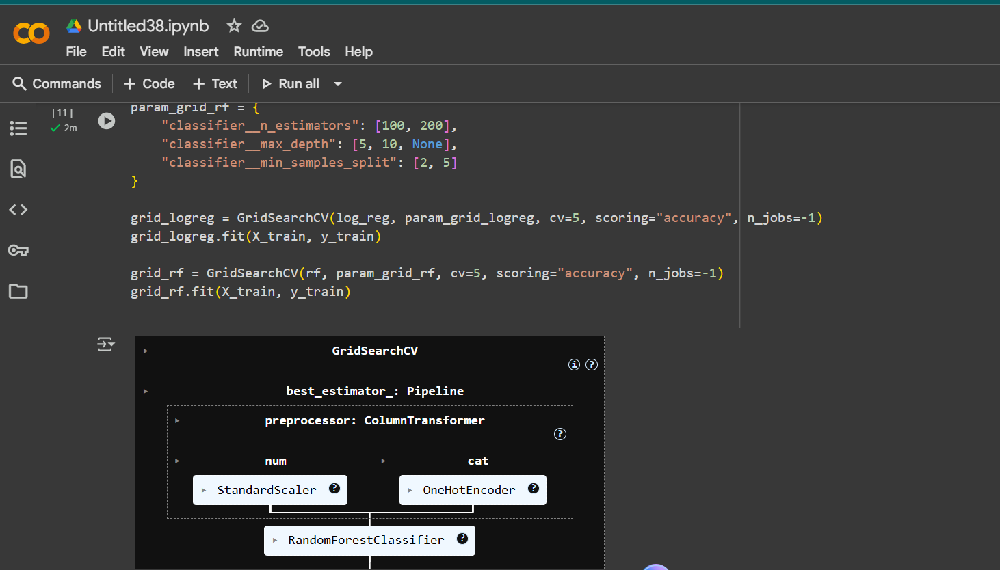 Untitled38.ipynb
File Edit View Insert Runtime Tools Help
Commands + Code + Text Run all
[11]
2m
param_grid_rf = {
    "classifier__n_estimators": [100, 200],
    "classifier__max_depth": [5, 10, None],
    "classifier__min_samples_split": [2, 5]
}
grid_logreg = GridSearchCV(log_reg, param_grid_logreg, cv=5, scoring="accuracy", n_jobs=-1)
grid_logreg.fit(X_train, y_train)
grid_rf = GridSearchCV(rf, param_grid_rf, cv=5, scoring="accuracy", n_jobs=-1)
grid_rf.fit(X_train, y_train)
GridSearchCV
i ?
best_estimator_: Pipeline
preprocessor: ColumnTransformer
?
num cat
StandardScaler ? OneHotEncoder ?
RandomForestClassifier ?